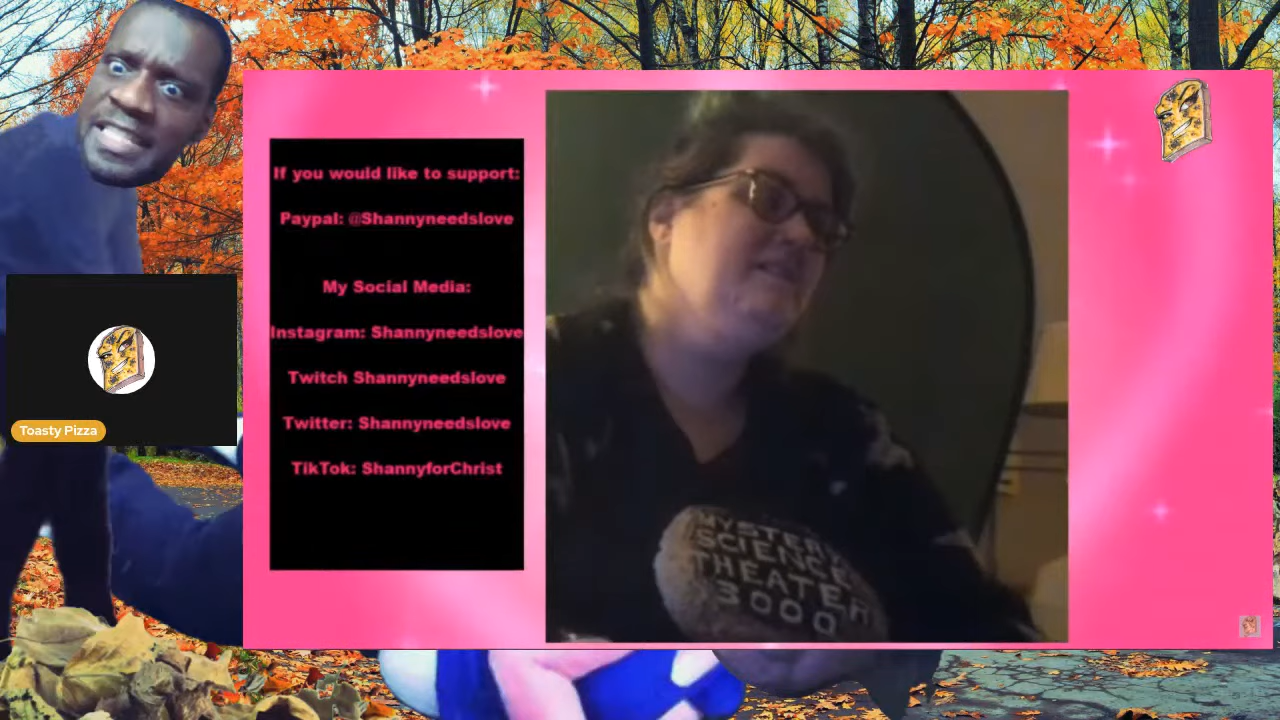 If you would like to support:
Paypal: @Shannyneedslove
My Social Media:
Instagram: Shannyneedslove
Twitch Shannyneedslove
Twitter: Shannyneedslove
TikTok: ShannyforChrist
Toasty Pizza
MYSTERY
SCIENCE
THEATER
3000